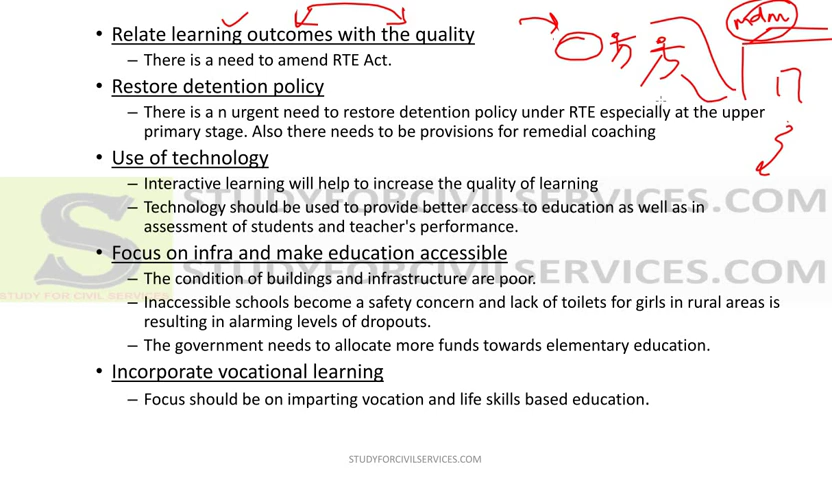 mdm
• Relate learning outcomes with the quality
– There is a need to amend RTE Act.
• Restore detention policy
– There is a n urgent need to restore detention policy under RTE especially at the upper
primary stage. Also there needs to be provisions for remedial coaching
• Use of technology
– Interactive learning will help to increase the quality of learning
– Technology should be used to provide better access to education as well as in
assessment of students and teacher's performance.
STUDYFORCIVILSERVICES.COM
• Focus on infra and make education accessible
– The condition of buildings and infrastructure are poor.
STUDYFORCIVILSERVICES.COM
S
STUDY FOR CIVIL SERVICES
– Inaccessible schools become a safety concern and lack of toilets for girls in rural areas is
resulting in alarming levels of dropouts.
– The government needs to allocate more funds towards elementary education.
• Incorporate vocational learning
– Focus should be on imparting vocation and life skills based education.
STUDYFORCIVILSERVICES.COM